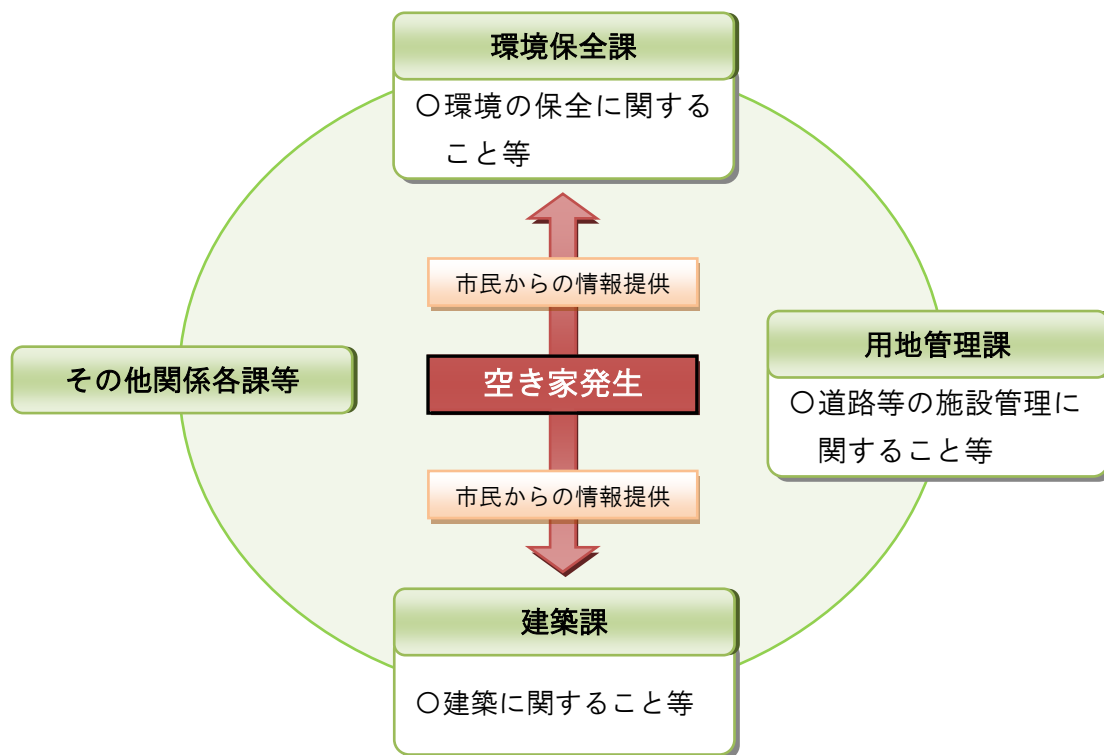 環境保全課
〇環境の保全に関する
こと等
市民からの情報提供
空き家発生
市民からの情報提供
その他関係各課等
用地管理課
〇道路等の施設管理に
関すること等
建築課
〇建築に関すること等